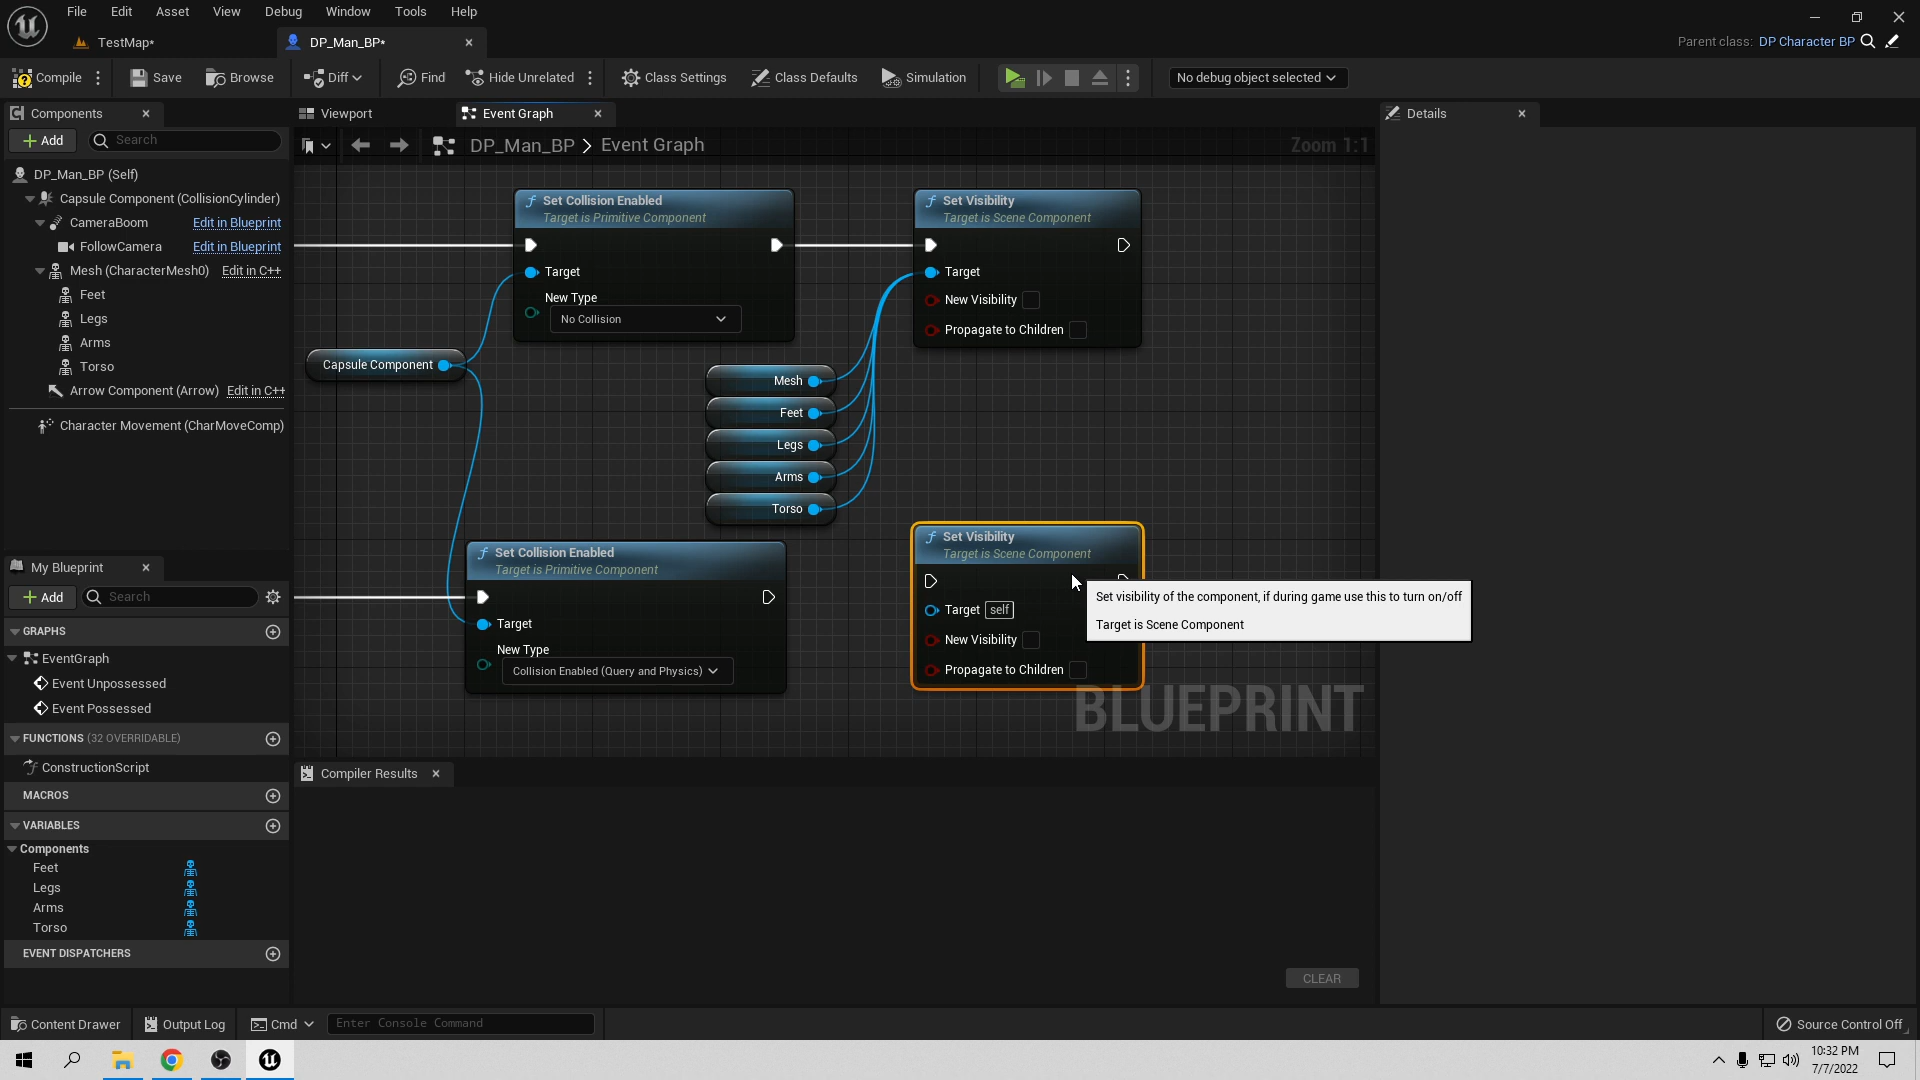 File Edit Asset View Debug Window Tools Help
TestMap*
DP_Man_BP*
Parent class: DP Character BP
Compile
Save
Browse
Diff
Find
Hide Unrelated
Class Settings
Class Defaults
Simulation
No debug object selected
Components
Add
Search
DP_Man_BP (Self)
Capsule Component (CollisionCylinder)
CameraBoom Edit in Blueprint
FollowCamera Edit in Blueprint
Mesh (CharacterMesh0) Edit in C++
Feet
Legs
Arms
Torso
Arrow Component (Arrow) Edit in C++
Character Movement (CharMoveComp)
My Blueprint
Add
Search
GRAPHS
EventGraph
Event Unpossessed
Event Possessed
FUNCTIONS (32 OVERRIDABLE)
ConstructionScript
MACROS
VARIABLES
Components
Feet
Legs
Arms
Torso
EVENT DISPATCHERS
Viewport
Event Graph
DP_Man_BP > Event Graph
Zoom 1:1
Set Collision Enabled
Target is Primitive Component
Target
New Type
No Collision
Set Visibility
Target is Scene Component
Target
New Visibility
Propagate to Children
Capsule Component
Mesh
Feet
Legs
Arms
Torso
Set Collision Enabled
Target is Primitive Component
Target
New Type
Collision Enabled (Query and Physics)
Set Visibility
Target is Scene Component
Target self
New Visibility
Propagate to Children
Set visibility of the component, if during game use this to turn on/off
Target is Scene Component
BLUEPRINT
Compiler Results
CLEAR
Details
Content Drawer
Output Log
Cmd
Enter Console Command
Source Control Off
10:32 PM
7/7/2022